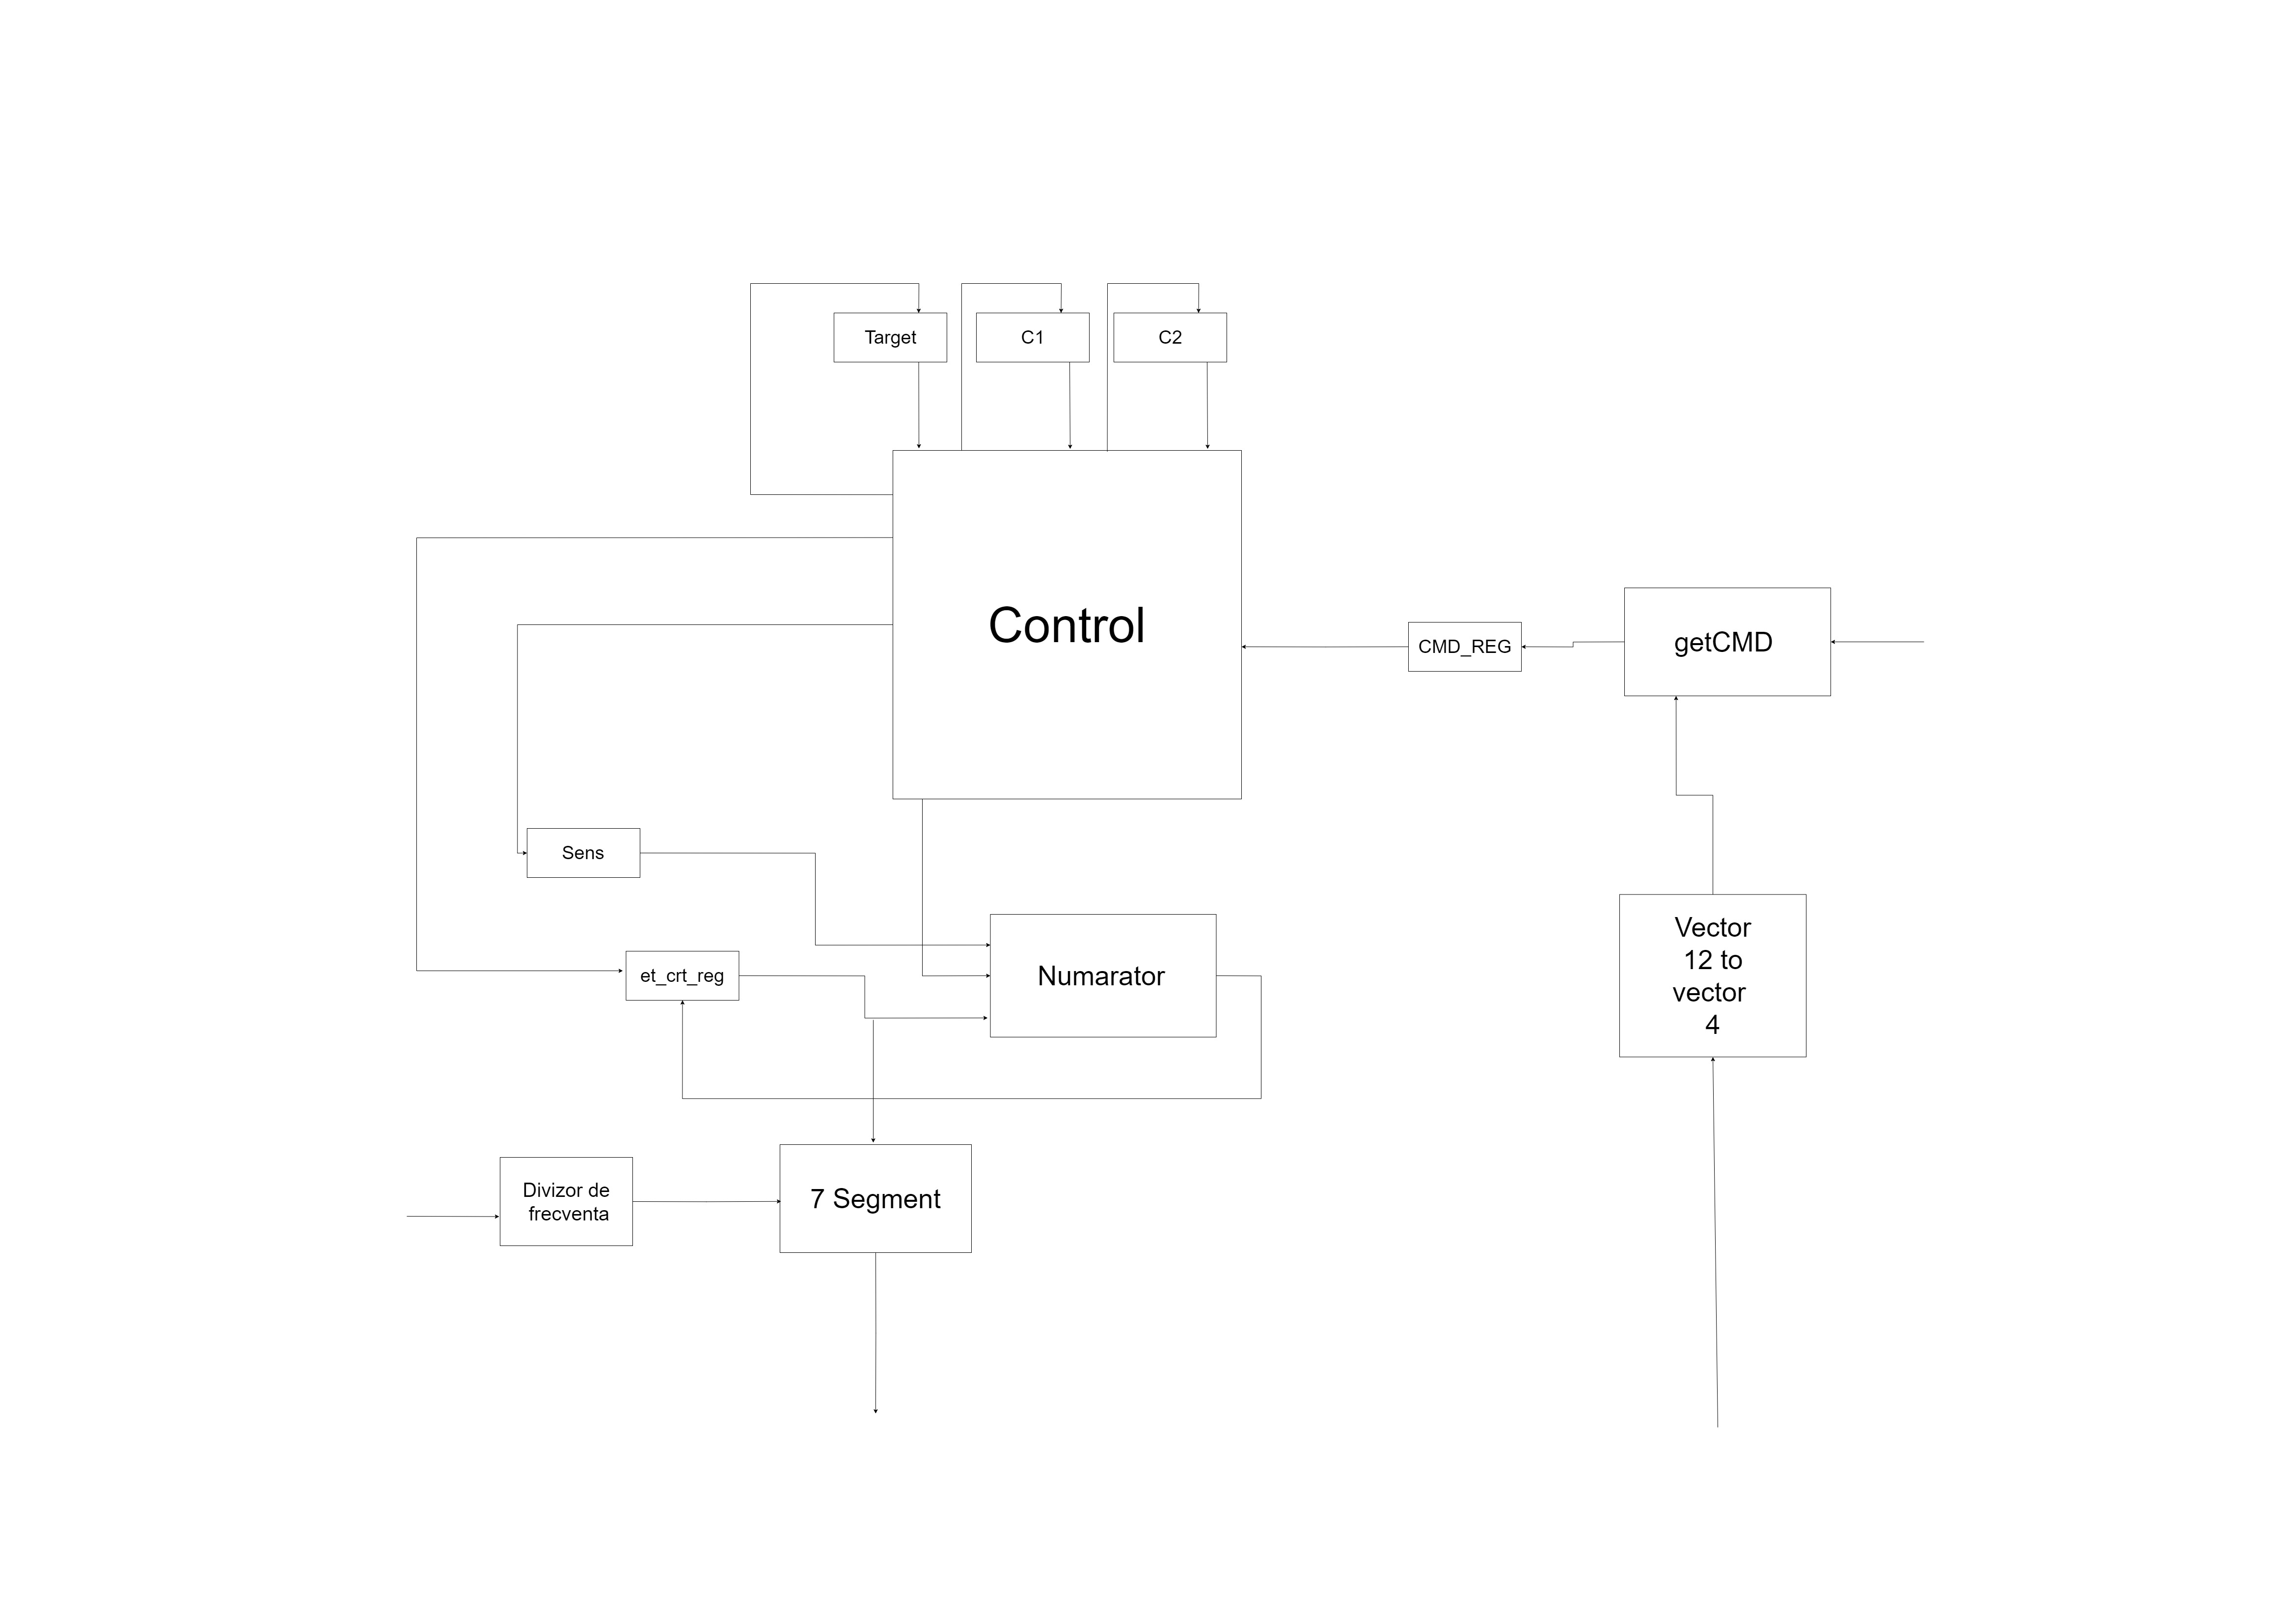 Target
C1
C2
Control
CMD_REG
getCMD
Sens
et_crt_reg
Numarator
Vector
12 to
vector
4
Divizor de
frecventa
7 Segment